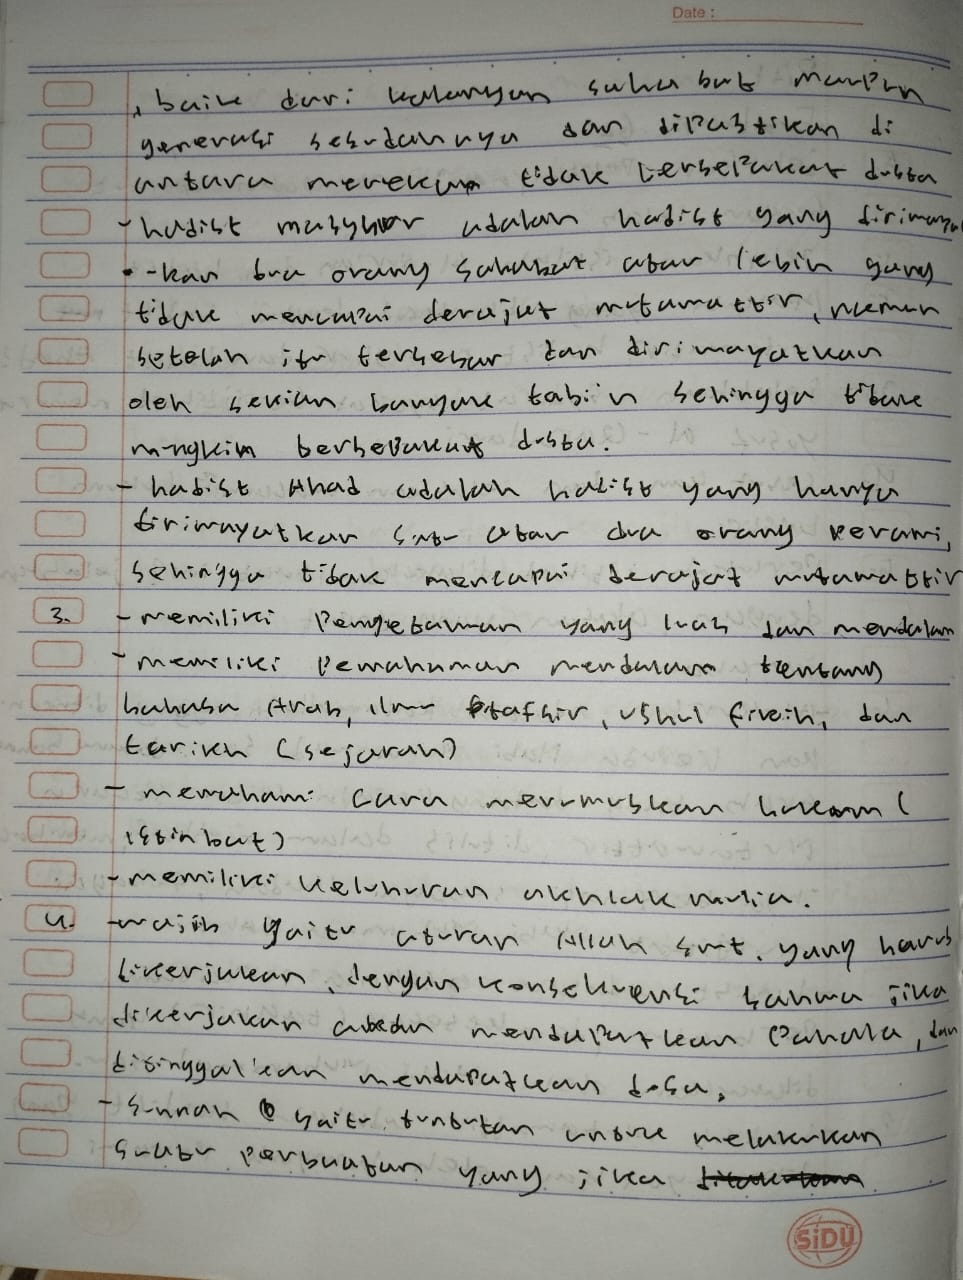 Date :
, baik dari kalangan sahabat maupun
generasi sesudahnya dan dipastikan di
antara mereka tidak bersepakat dusta
- hadist masyhur adalah hadist yang diriwaya
- kan dua orang sahabat atau lebih yang
tidak mencapai derajat mutawattir, namun
setelah itu tersebar dan diriwayatkan
oleh sekian banyak tabi'in sehingga tidak
mungkin bersepakat dusta.
- hadist Ahad adalah hadist yang hanya
diriwayatkan satu atau dua orang perawi,
sehingga tidak mencapai derajat mutawattir
3. - memiliki pengetahuan yang luas dan mendalam
- memiliki pemahaman mendalam tentang
bahasa Arab, ilmu tafsir, ushul fiqih, dan
tarikh (sejarah)
- memahami cara merumuskan hukum (
istinbat)
- memiliki keluhuran akhlak mulia.
4. - wajib yaitu aturan Allah swt. yang harus
dikerjakan, dengan konsekuensi bahwa jika
dikerjakan akan mendapatkan pahala, dan
ditinggalkan mendapatkan dosa,
- sunnah yaitu tuntutan untuk melakukan
suatu perbuatan yang jika
SiDU